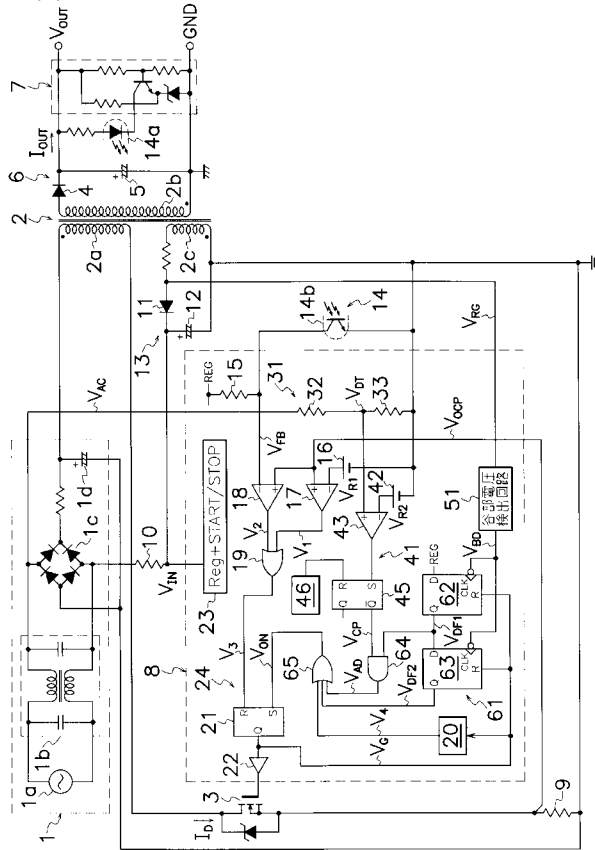 1
1a
1b
1c
1d
V_AC
10
V_IN
13
11
12
2
2a
2b
2c
6
4
5
I_OUT
7
V_OUT
GND
14a
8
23
Reg+START/STOP
REG
15
31
32
V_DT
33
14b
14
V_RG
24
V_3
19
V_2
18
V_FB
V_1
17
16
V_R1
V_OCP
V_ON
21
R
S
Q
22
3
I_D
65
46
V_CP
Q
Q
R
S
45
41
43
42
V_R2
64
V_AD
V_DF2
V_4
V_G
20
63
Q
D
CLK
R
V_DF1
62
Q
D
CLK
R
REG
61
V_BD
51
谷部電圧
検出回路
9